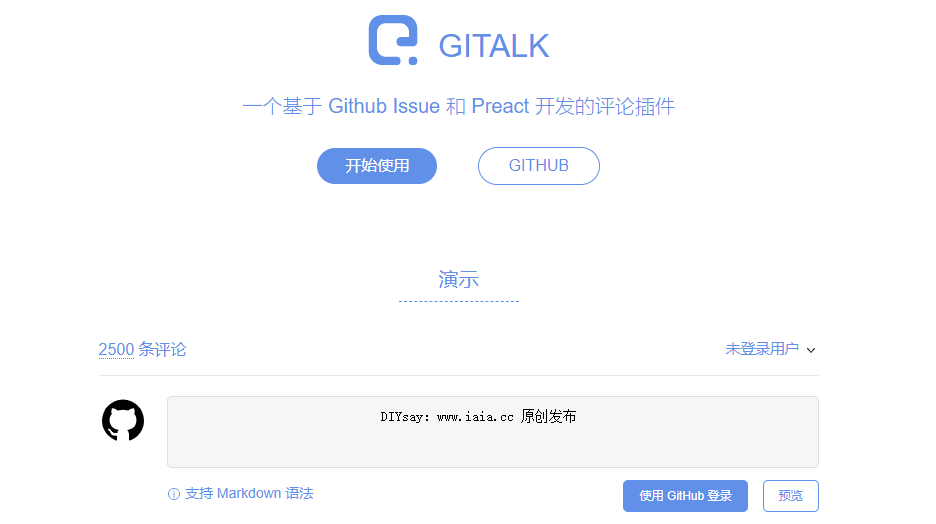 GITALK
一个基于 Github Issue 和 Preact 开发的评论插件
开始使用 GITHUB
演示
2500 条评论 未登录用户
DIYsay: www.iaia.cc 原创发布
支持 Markdown 语法 使用 GitHub 登录 预览